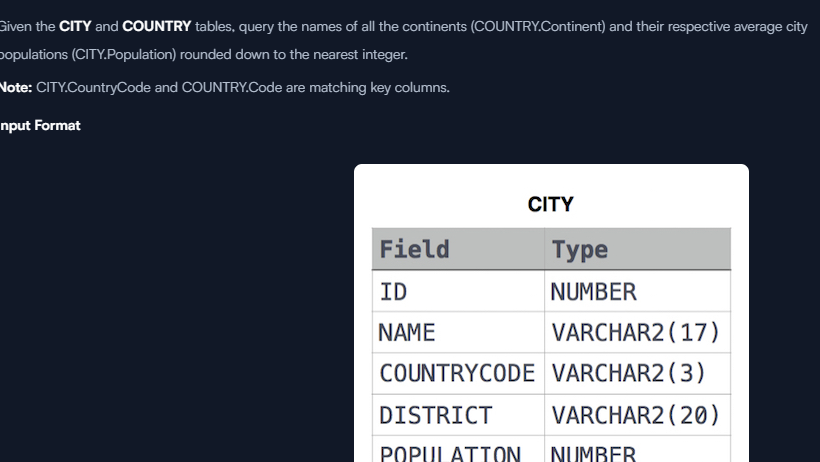 Given the CITY and COUNTRY tables, query the names of all the continents (COUNTRY.Continent) and their respective average city
populations (CITY.Population) rounded down to the nearest integer.
Note: CITY.CountryCode and COUNTRY.Code are matching key columns.
Input Format
CITY
Field Type
ID NUMBER
NAME VARCHAR2(17)
COUNTRYCODE VARCHAR2(3)
DISTRICT VARCHAR2(20)
POPULATION NUMBER